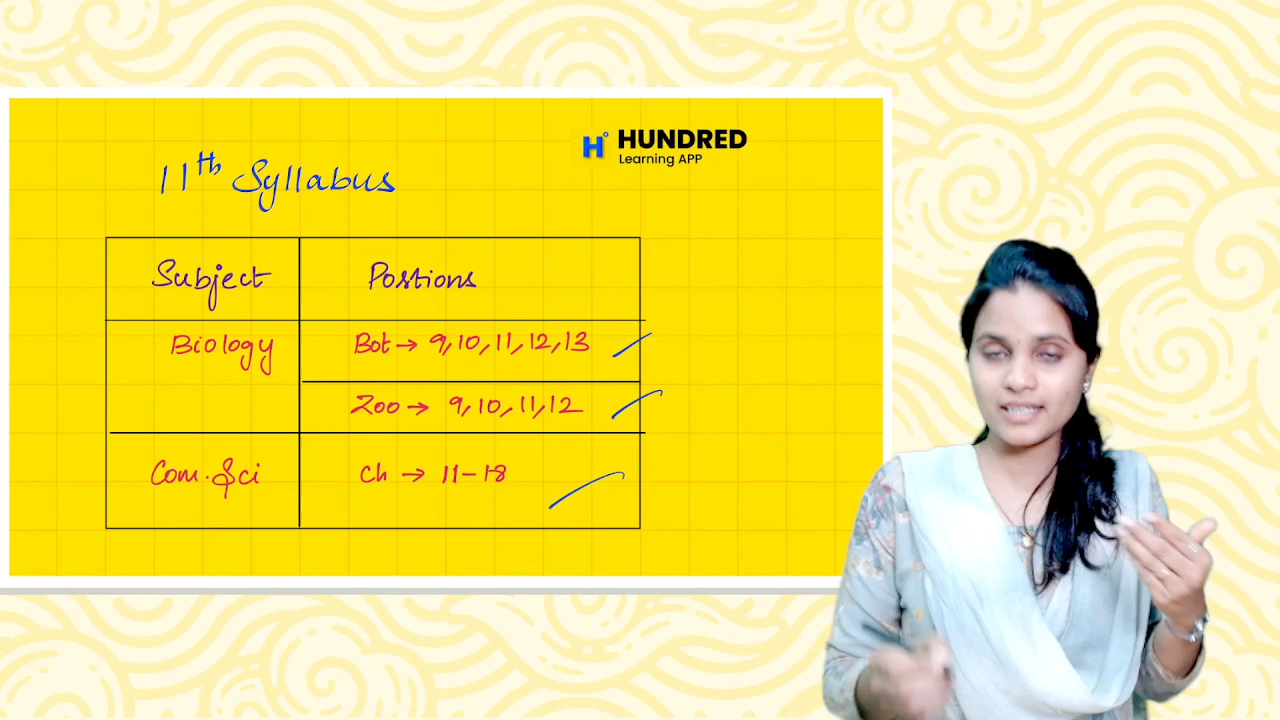 H° HUNDRED
Learning APP
11th Syllabus
Subject Postions
Biology Bot → 9, 10, 11, 12, 13
Zoo → 9, 10, 11, 12
Com. Sci Ch → 11-18